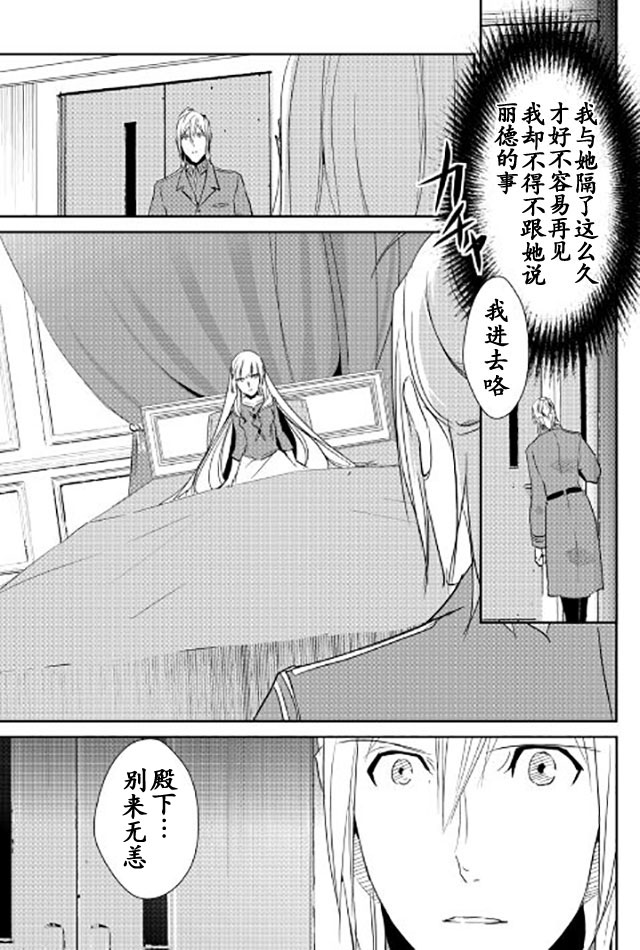 我与她隔了这么久
才好不容易再见
我却不得不跟她说
丽德的事
我进去咯
ガチャ
殿下…
别来无恙